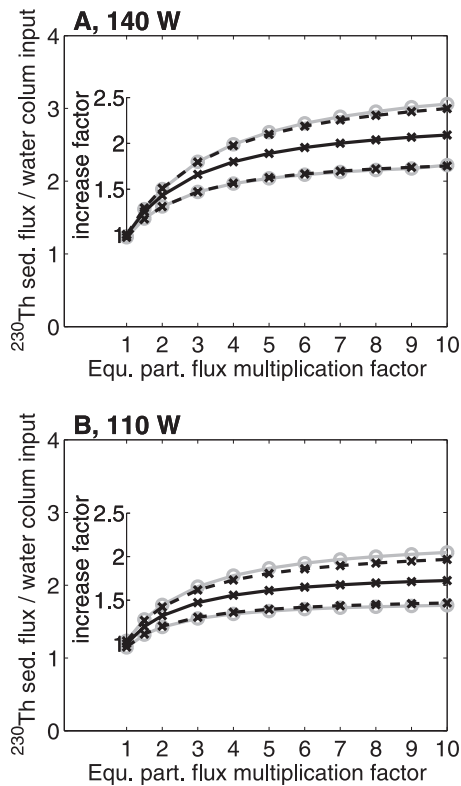 A, 140 W
4
3
2
1
0
²³⁰Th sed. flux / water colum input
2.5
2
1.5
1
increase factor
1 2 3 4 5 6 7 8 9 10
Equ. part. flux multiplication factor
B, 110 W
4
3
2
1
0
²³⁰Th sed. flux / water colum input
2.5
2
1.5
1
increase factor
1 2 3 4 5 6 7 8 9 10
Equ. part. flux multiplication factor